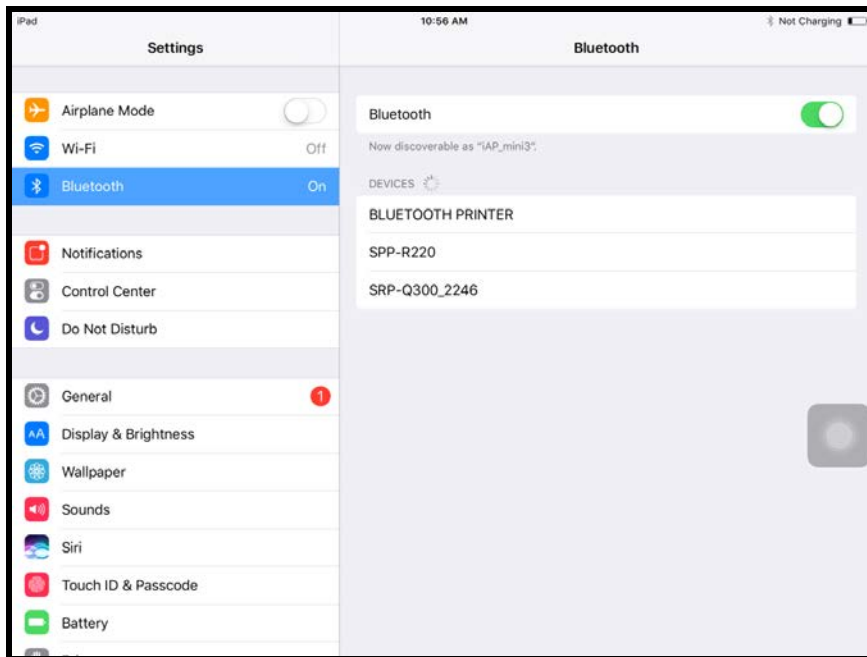 iPad
10:56 AM
Not Charging
Settings
Bluetooth
Airplane Mode
Wi-Fi
Off
Bluetooth
On
Notifications
Control Center
Do Not Disturb
General
1
AA
Display & Brightness
Wallpaper
Sounds
Siri
Touch ID & Passcode
Battery
Bluetooth
Now discoverable as "iAP_mini3".
DEVICES
BLUETOOTH PRINTER
SPP-R220
SRP-Q300_2246